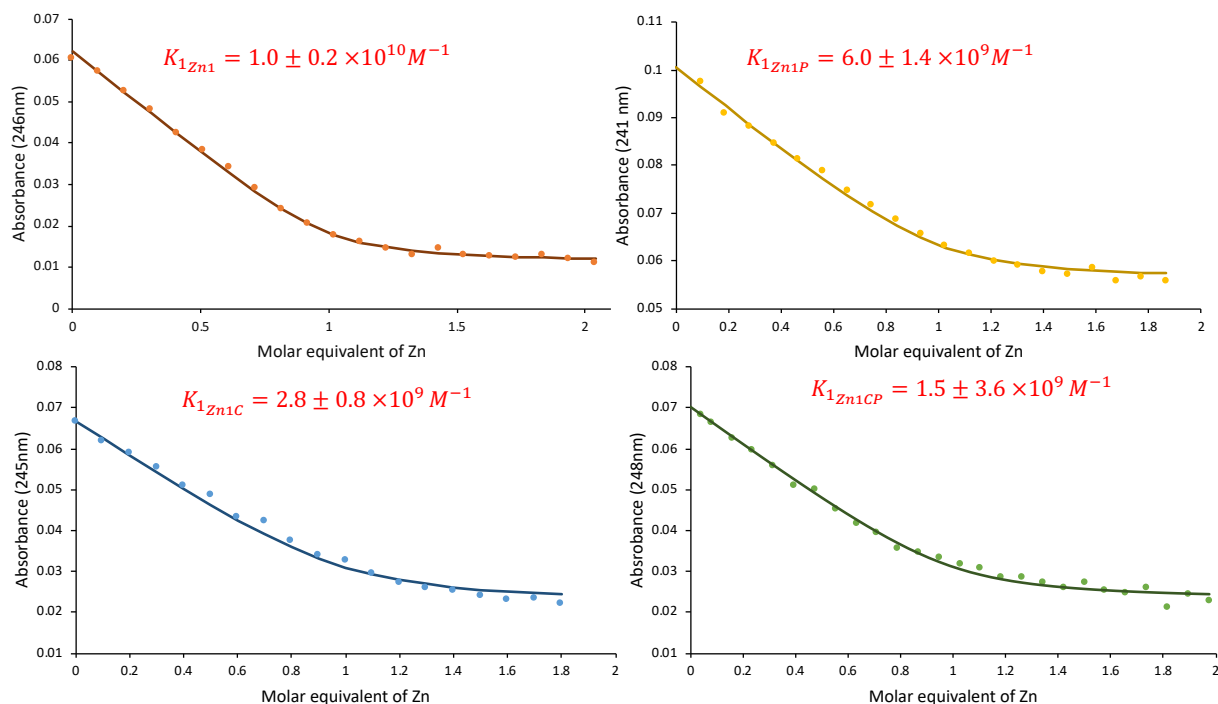 K₁Zn1 = 1.0 ± 0.2 ×10¹⁰M⁻¹
Absorbance (246nm)
0.07
0.06
0.05
0.04
0.03
0.02
0.01
0
0 0.5 1 1.5 2
Molar equivalent of Zn
K₁Zn1P = 6.0 ± 1.4 ×10⁹M⁻¹
Absorbance (241 nm)
0.11
0.1
0.09
0.08
0.07
0.06
0.05
0 0.2 0.4 0.6 0.8 1 1.2 1.4 1.6 1.8 2
Molar equivalent of Zn
K₁Zn1C = 2.8 ± 0.8 ×10⁹ M⁻¹
Absorbance (245nm)
0.08
0.07
0.06
0.05
0.04
0.03
0.02
0.01
0 0.2 0.4 0.6 0.8 1 1.2 1.4 1.6 1.8 2
Molar equivalent of Zn
K₁Zn1CP = 1.5 ± 3.6 ×10⁹ M⁻¹
Absrobance (248nm)
0.08
0.07
0.06
0.05
0.04
0.03
0.02
0.01
0 0.2 0.4 0.6 0.8 1 1.2 1.4 1.6 1.8 2
Molar equivalent of Zn